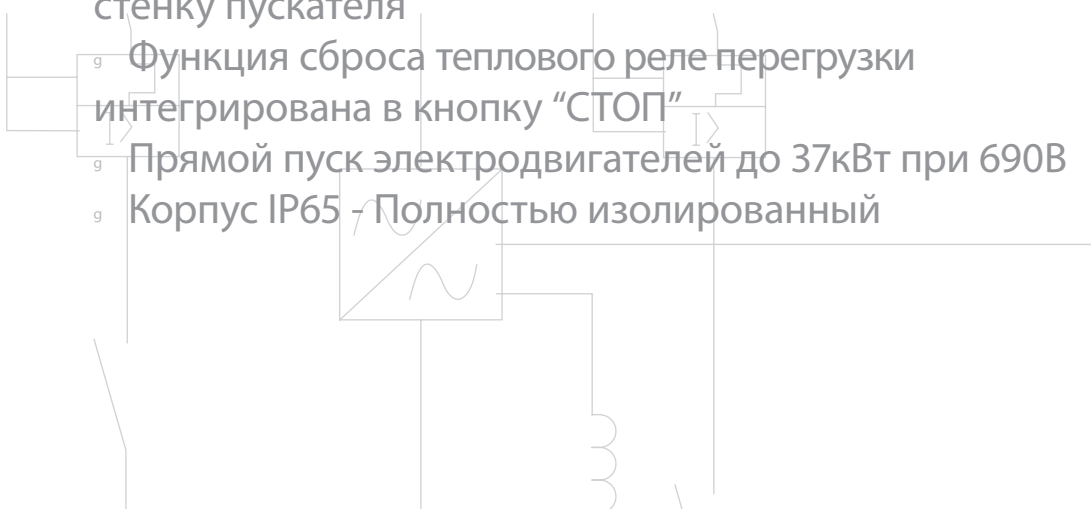 стенку пускателя
g Функция сброса теплового реле перегрузки
интегрирована в кнопку “СТОП”
g Прямой пуск электродвигателей до 37кВт при 690В
g Корпус IP65 - Полностью изолированный